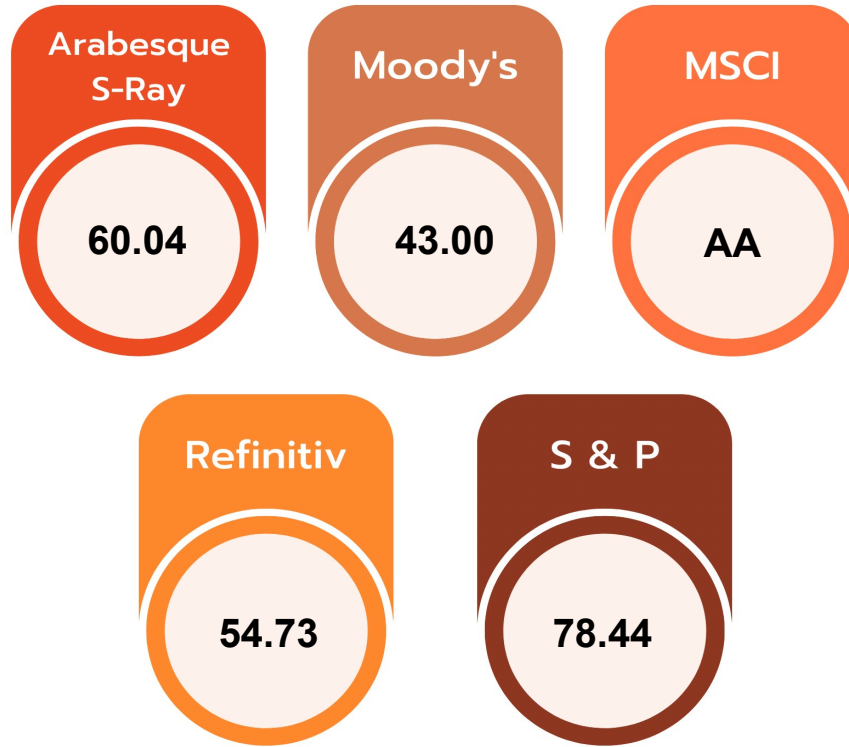 Arabesque
S-Ray
Moody's
MSCI
60.04
43.00
AA
Refinitiv
S & P
54.73
78.44